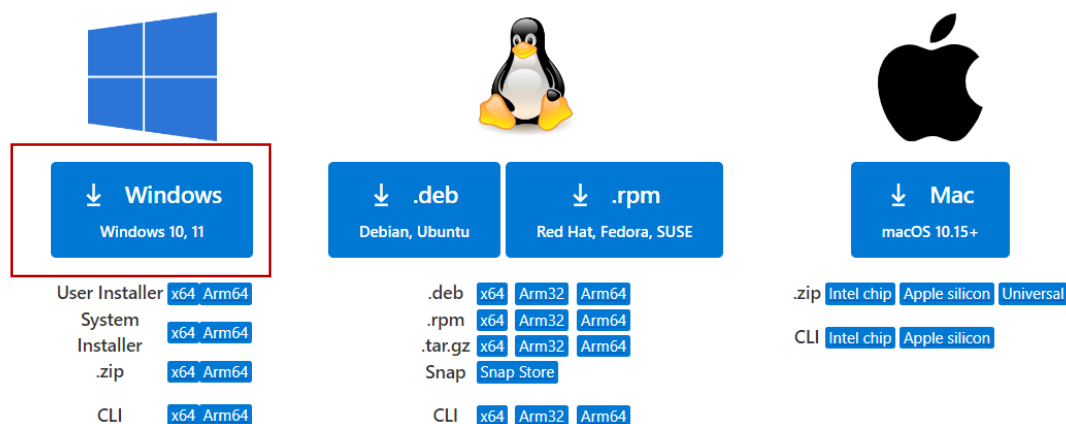 Windows
Windows 10, 11
User Installer x64 Arm64
System
Installer x64 Arm64
.zip x64 Arm64
CLI x64 Arm64
.deb
Debian, Ubuntu
.rpm
Red Hat, Fedora, SUSE
.deb x64 Arm32 Arm64
.rpm x64 Arm32 Arm64
.tar.gz x64 Arm32 Arm64
Snap Snap Store
CLI x64 Arm32 Arm64
Mac
macOS 10.15+
.zip Intel chip Apple silicon Universal
CLI Intel chip Apple silicon